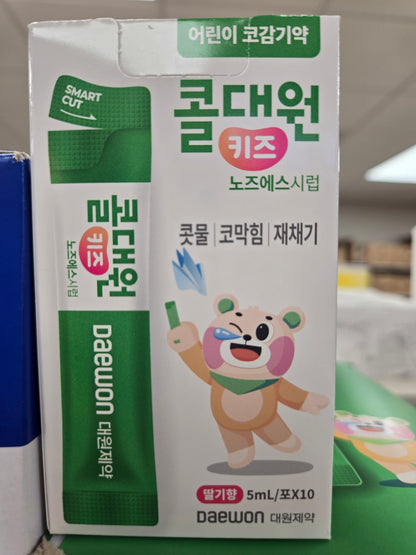 어린이 코감기약
콜대원
키즈
노즈에스시럽
콧물 | 코막힘 | 재채기
딸기향 5mL/포X10
Daewon 대원제약
SMART
CUT
콜대원
키즈
노즈에스시럽
Daewon 대원제약